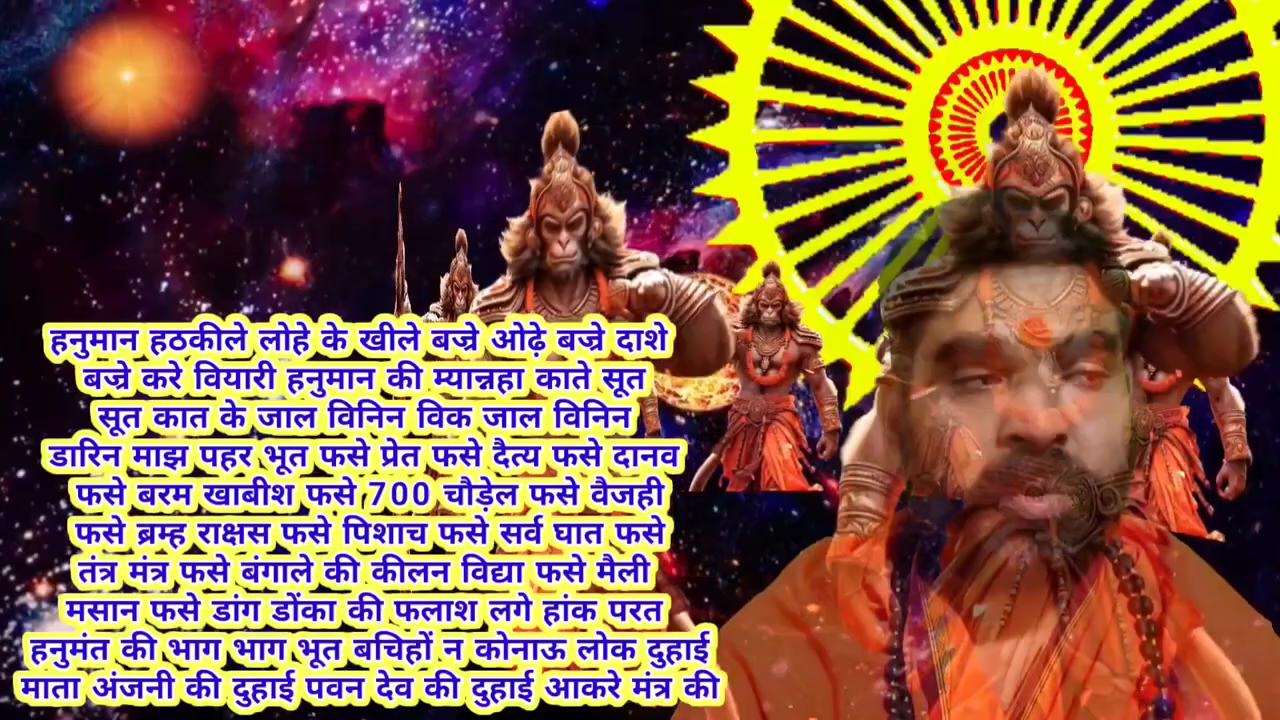 हनुमान हठकीले लोहे के खीले बज्रे ओढ़े बज्रे दाशे
बज्रे करे वियारी हनुमान की म्यान्नहा काते सूत
सूत कात के जाल विनिन विक जाल विनिन
डारिन माझ पहर भूत फसे प्रेत फसे दैत्य फसे दानव
फसे बरम खाबीश फसे 700 चौड़ेल फसे वैजही
फसे ब्रम्ह राक्षस फसे पिशाच फसे सर्व घात फसे
तंत्र मंत्र फसे बंगाले की कीलन विद्या फसे मैली
मसान फसे डांग डोंका की फलाश लगे हांक परत
हनुमंत की भाग भाग भूत बचिहों न कोनाऊ लोक दुहाई
माता अंजनी की दुहाई पवन देव की दुहाई आकरे मंत्र की